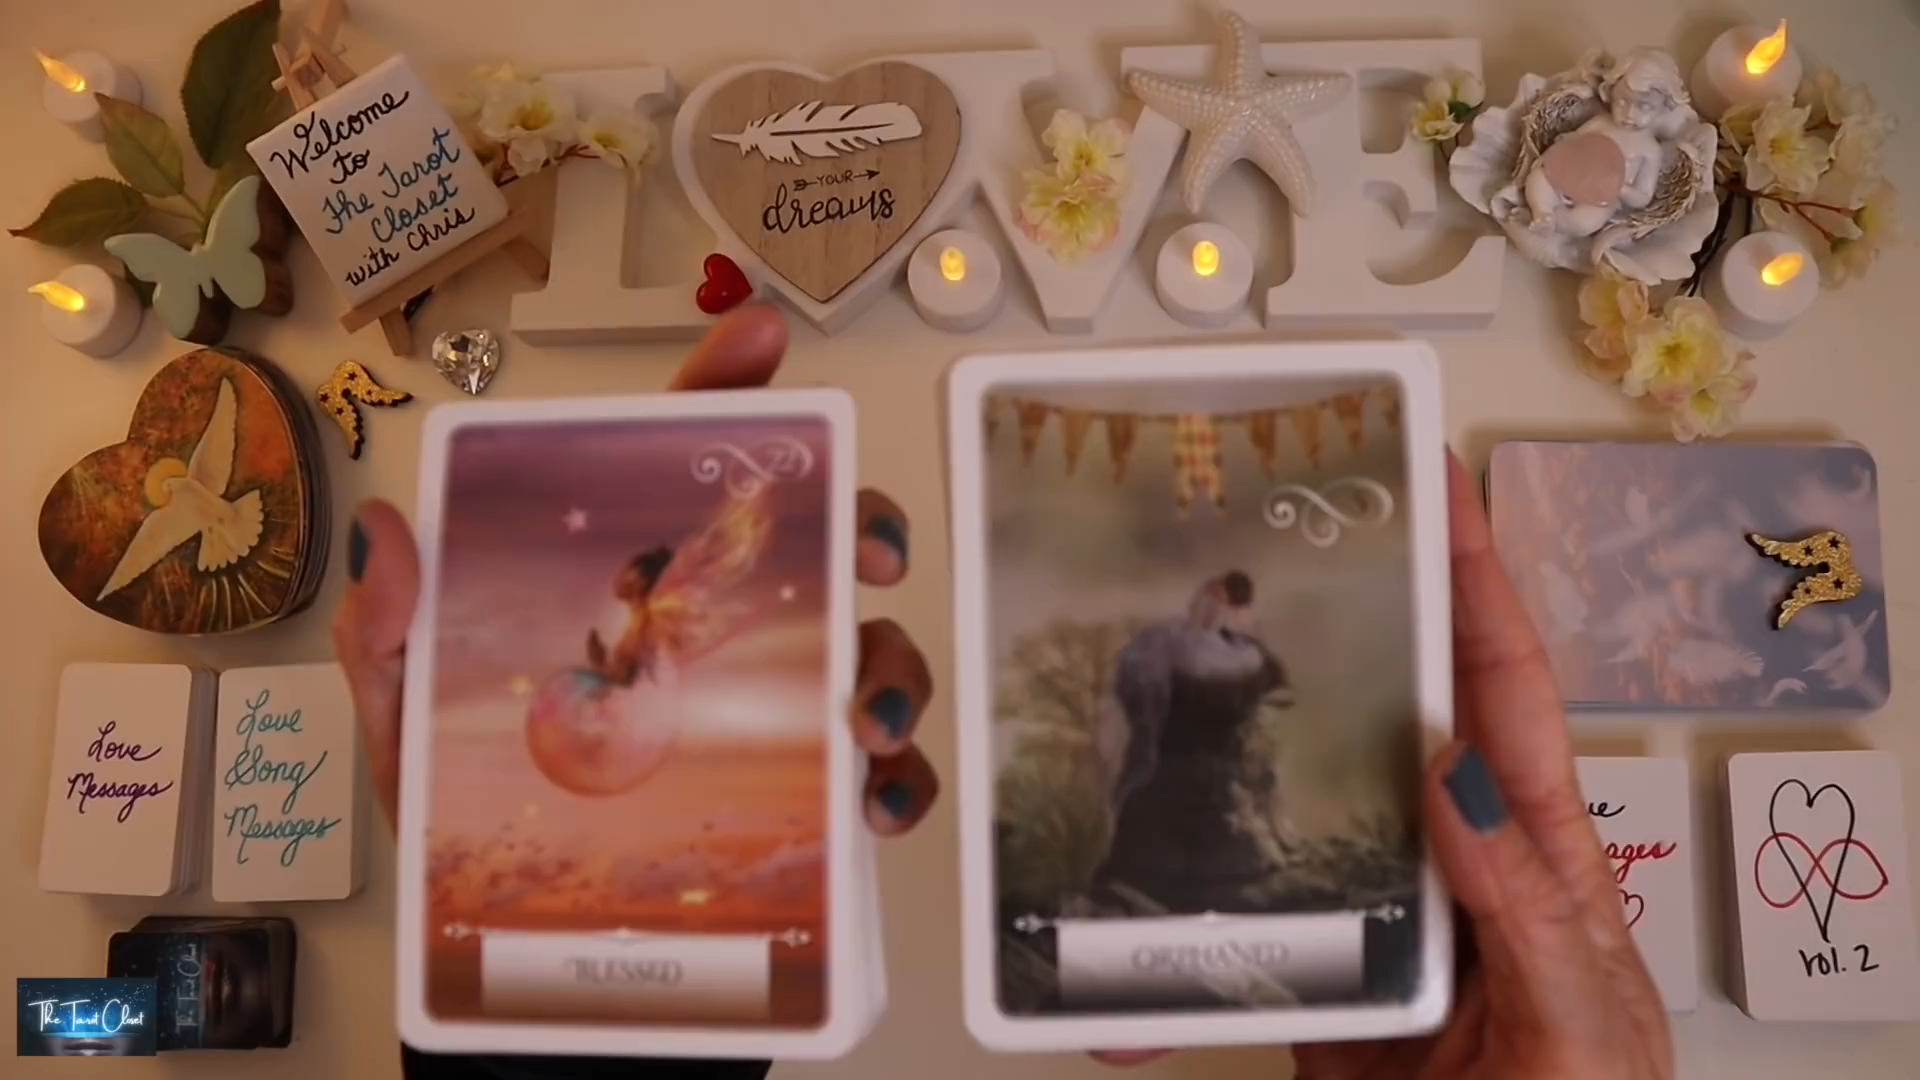 Welcome
to
The Tarot
Closet
with Chris
LOVE
YOUR
dreams
Love
Messages
Love
Song
Messages
BLESSED
ORPHANED
vol. 2
The Tarot Closet